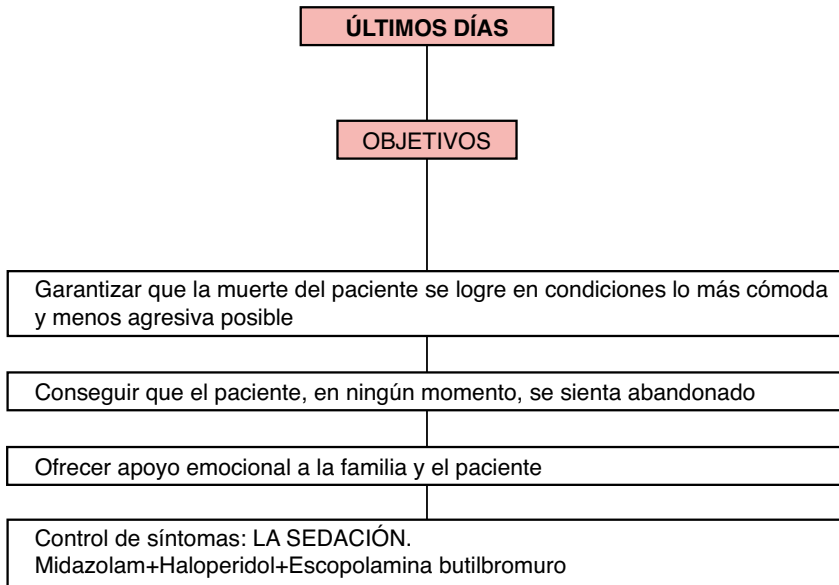 ÚLTIMOS DÍAS
OBJETIVOS
Garantizar que la muerte del paciente se logre en condiciones lo más cómoda
y menos agresiva posible
Conseguir que el paciente, en ningún momento, se sienta abandonado
Ofrecer apoyo emocional a la familia y el paciente
Control de síntomas: LA SEDACIÓN.
Midazolam+Haloperidol+Escopolamina butilbromuro